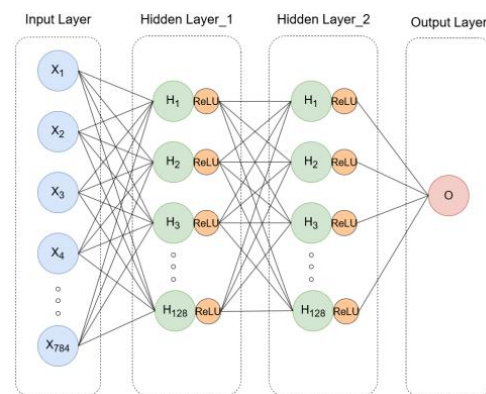 Input Layer
Hidden Layer_1
Hidden Layer_2
Output Layer
X1
X2
X3
X4
X784
H1 ReLU
H2 ReLU
H3 ReLU
H128 ReLU
H1 ReLU
H2 ReLU
H3 ReLU
H128 ReLU
O